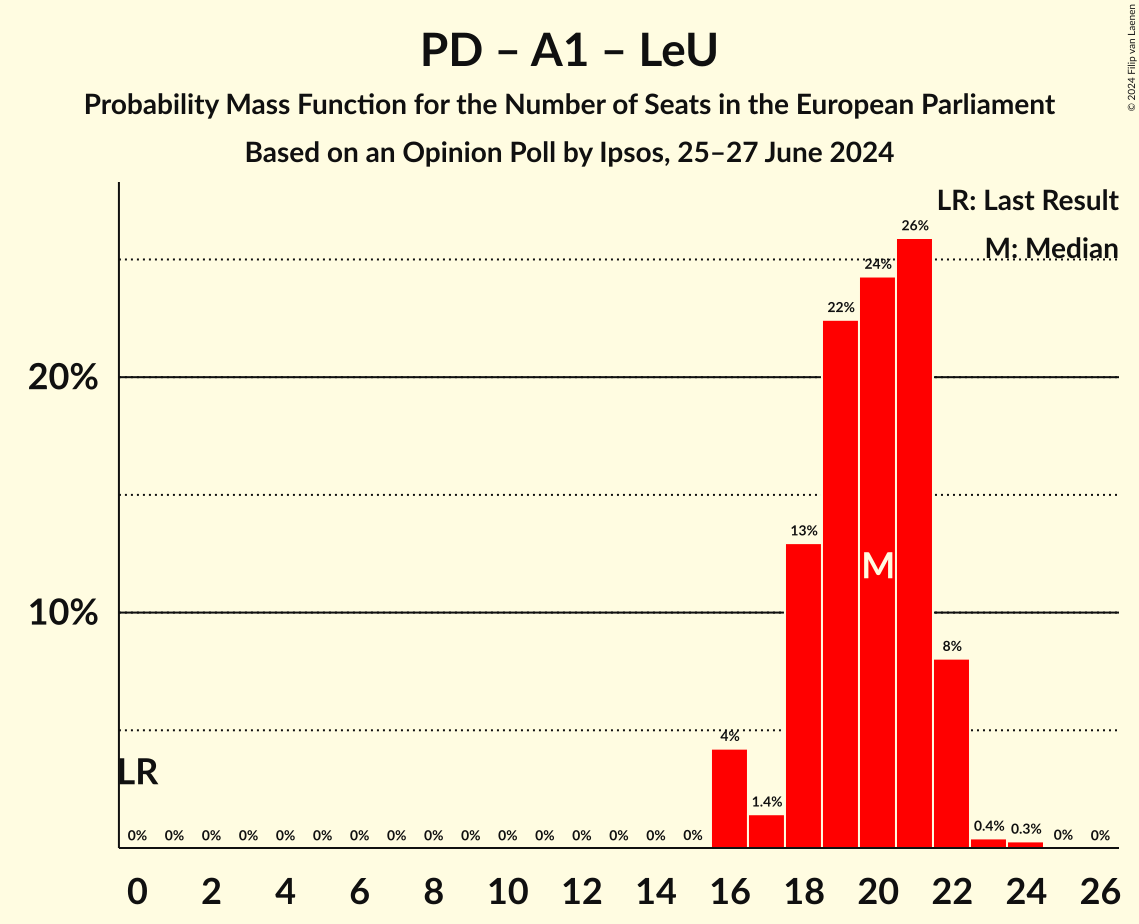 PD – A1 – LeU
Probability Mass Function for the Number of Seats in the European Parliament
Based on an Opinion Poll by Ipsos, 25–27 June 2024
© 2024 Filip van Laenen
LR: Last Result
M: Median
26%
24%
22%
20%
13%
M
10%
8%
4%
LR
1.4%
0% 0% 0% 0% 0% 0% 0% 0% 0% 0% 0% 0% 0% 0% 0% 0% 0.4% 0.3% 0% 0%
0 2 4 6 8 10 12 14 16 18 20 22 24 26